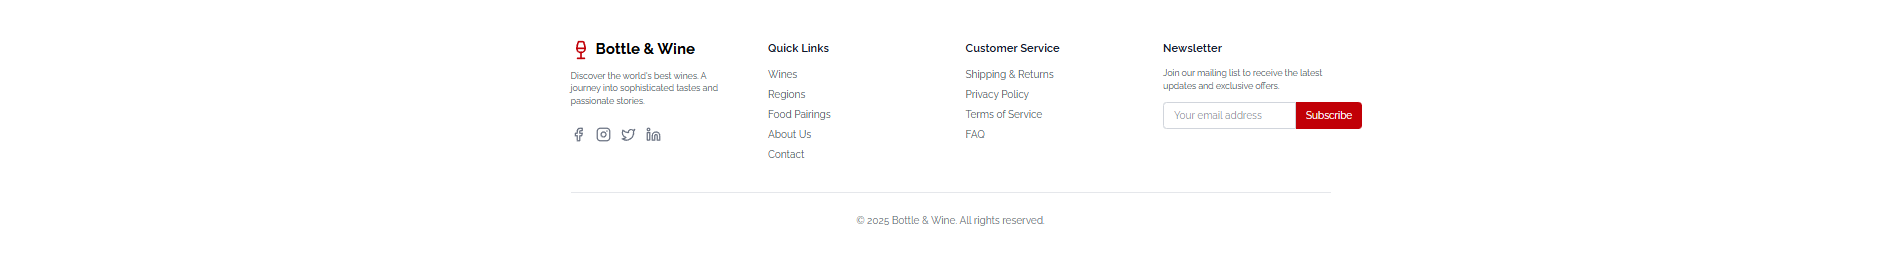 Bottle & Wine
Discover the world's best wines. A
journey into sophisticated tastes and
passionate stories.
Quick Links
Wines
Regions
Food Pairings
About Us
Contact
Customer Service
Shipping & Returns
Privacy Policy
Terms of Service
FAQ
Newsletter
Join our mailing list to receive the latest
updates and exclusive offers.
Your email address
Subscribe
© 2025 Bottle & Wine. All rights reserved.